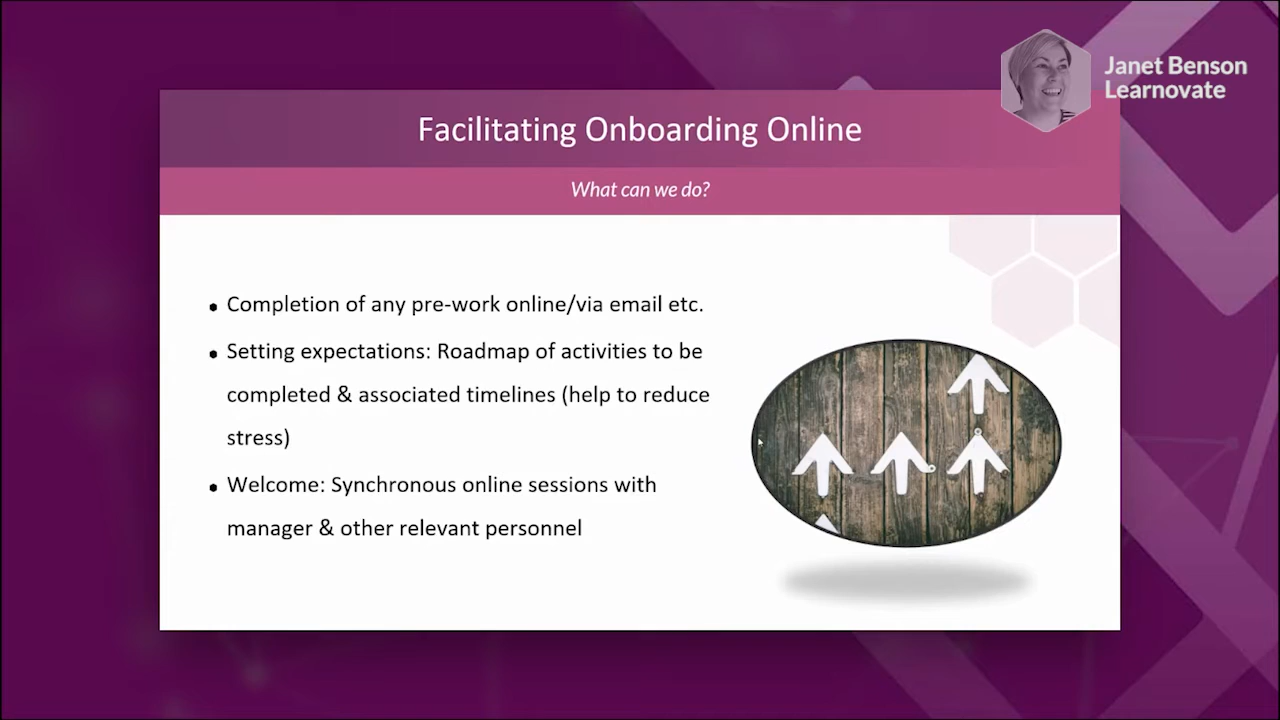 Janet Benson
Learnovate
Facilitating Onboarding Online
What can we do?
Completion of any pre-work online/via email etc.
Setting expectations: Roadmap of activities to be
completed & associated timelines (help to reduce
stress)
Welcome: Synchronous online sessions with
manager & other relevant personnel